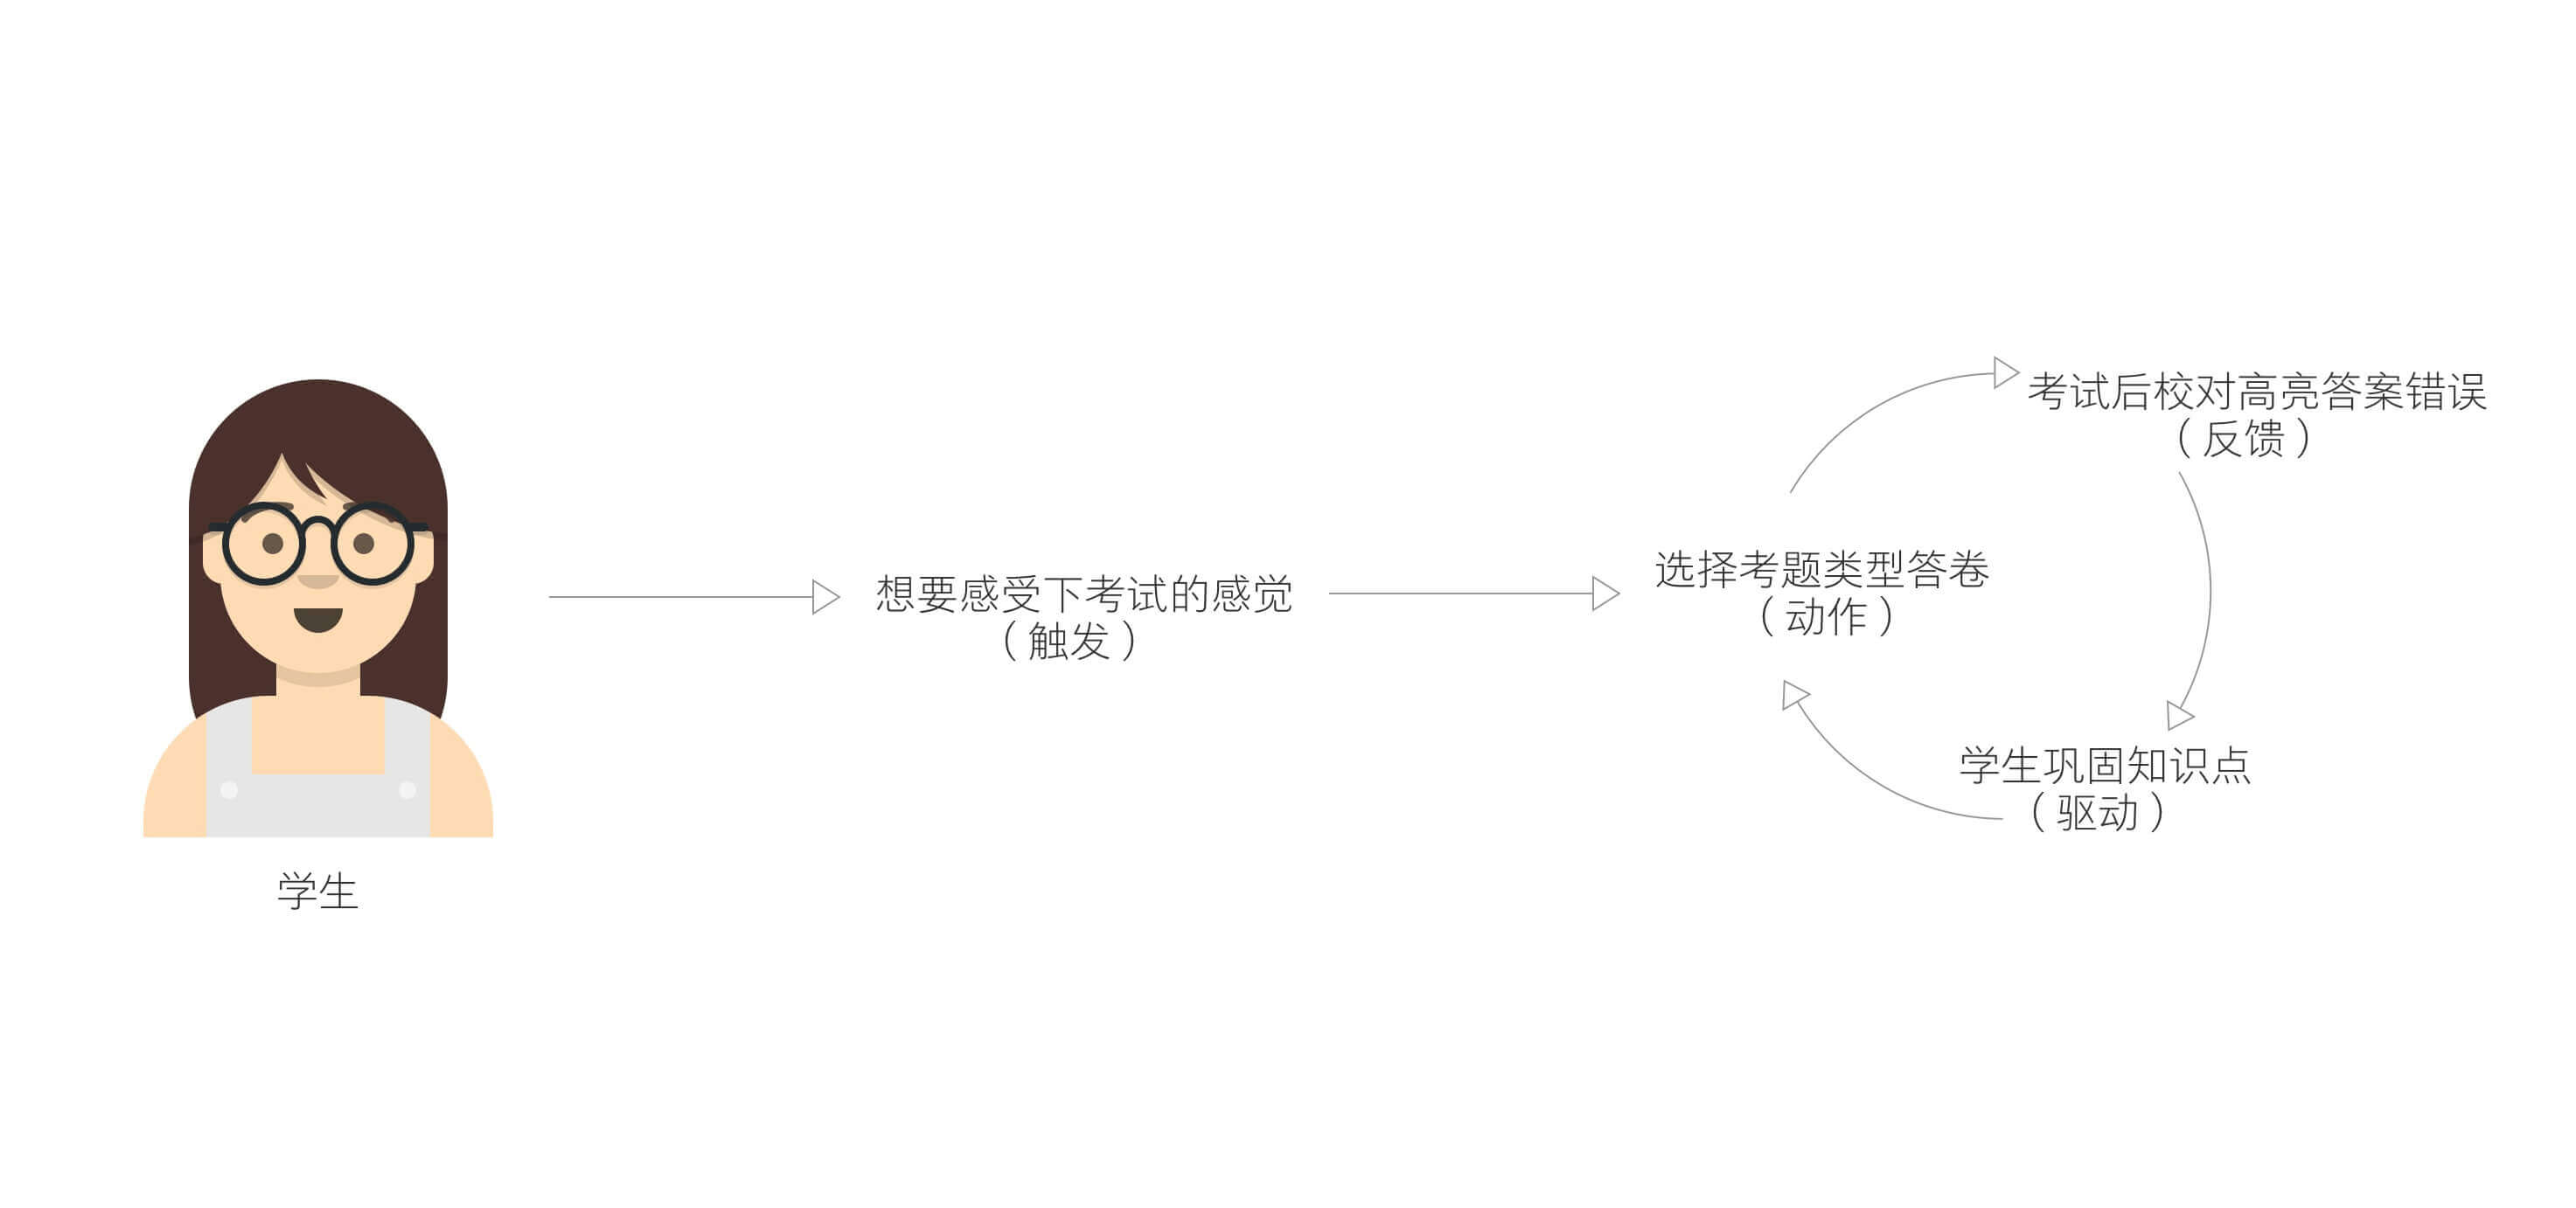 学生
想要感受下考试的感觉
（触发）
选择考题类型答卷
（动作）
考试后校对高亮答案错误
（反馈）
学生巩固知识点
（驱动）